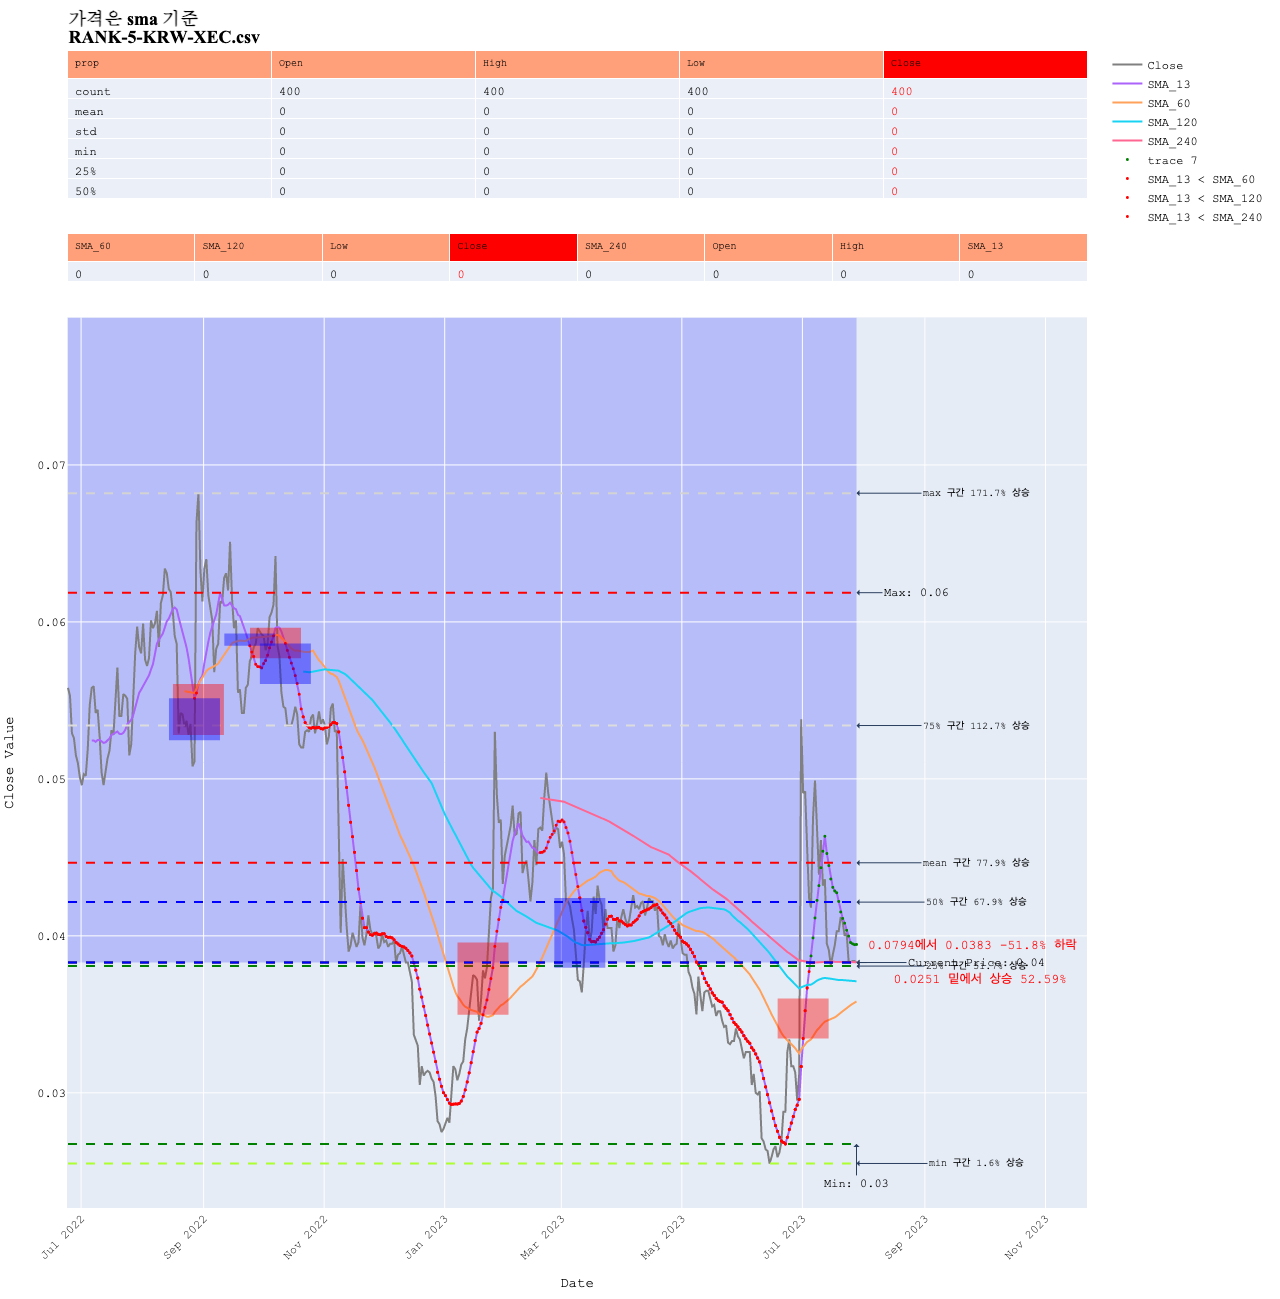 가격은 sma 기준
RANK-5-KRW-XEC.csv
prop Open High Low Close
count 400 400 400 400
mean 0 0 0 0
std 0 0 0 0
min 0 0 0 0
25% 0 0 0 0
50% 0 0 0 0
Close
SMA_13
SMA_60
SMA_120
SMA_240
trace 7
SMA_13 < SMA_60
SMA_13 < SMA_120
SMA_13 < SMA_240
SMA_60 SMA_120 Low Close SMA_240 Open High SMA_13
0 0 0 0 0 0 0 0
0.07
max 구간 171.7% 상승
Max: 0.06
0.06
75% 구간 112.7% 상승
0.05
mean 구간 77.9% 상승
50% 구간 67.9% 상승
0.04
0.0794에서 0.0383 -51.8% 하락
Current Price: 0.04
25% 구간 51.7% 상승
0.0251 밑에서 상승 52.59%
0.03
min 구간 1.6% 상승
Min: 0.03
Close Value
Jul 2022
Sep 2022
Nov 2022
Jan 2023
Mar 2023
May 2023
Jul 2023
Sep 2023
Nov 2023
Date